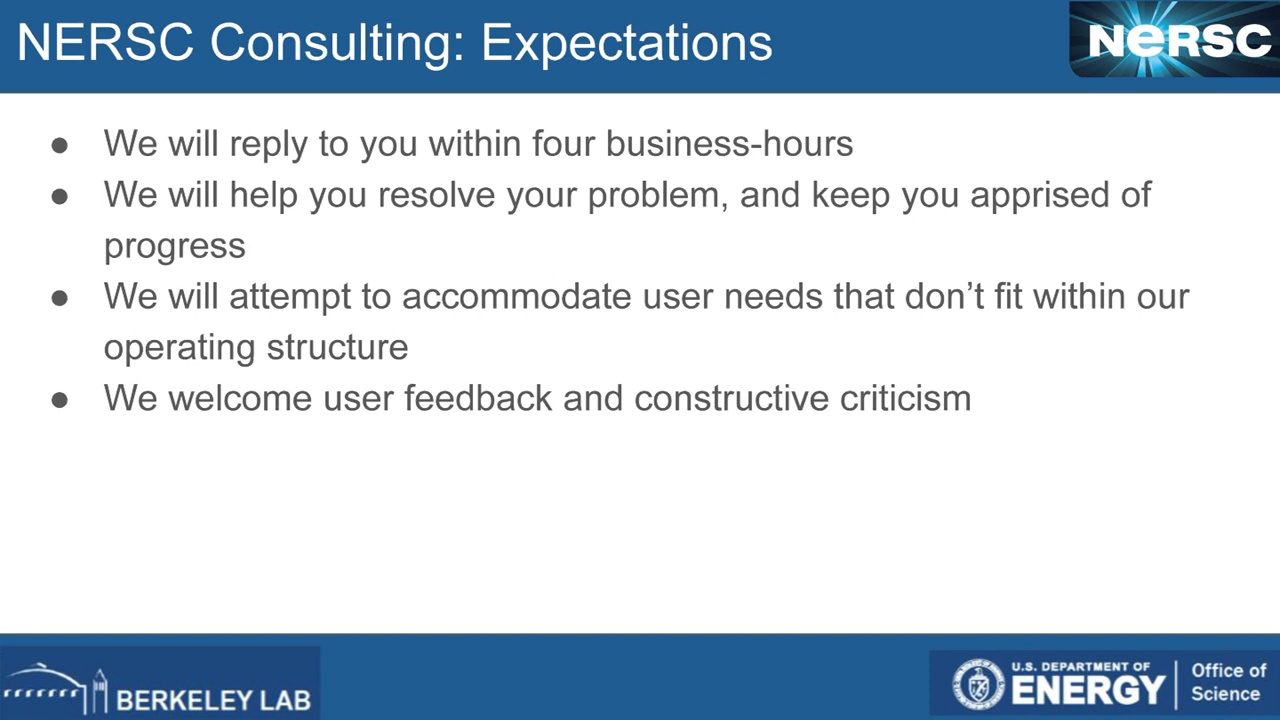 NERSC Consulting: Expectations
NERSC
● We will reply to you within four business-hours
● We will help you resolve your problem, and keep you apprised of
progress
● We will attempt to accommodate user needs that don’t fit within our
operating structure
● We welcome user feedback and constructive criticism
BERKELEY LAB
U.S. DEPARTMENT OF
ENERGY
Office of
Science